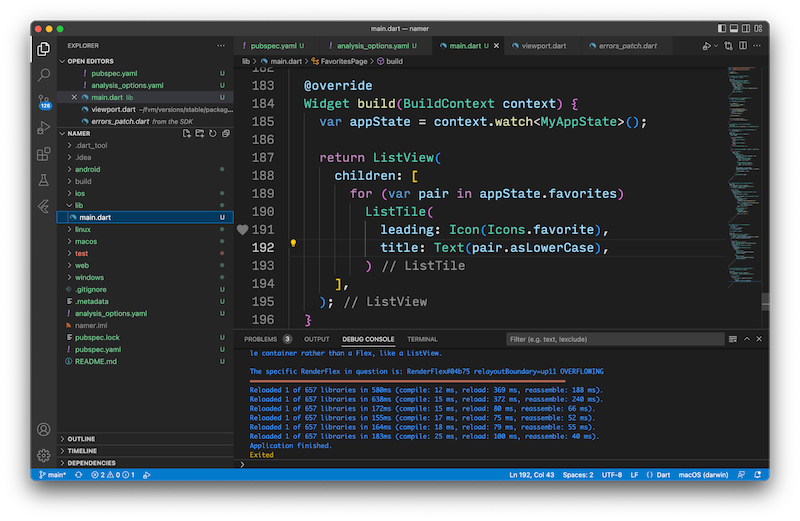 main.dart — namer
EXPLORER
OPEN EDITORS
pubspec.yaml U
analysis_options.yaml U
main.dart lib U
viewport.dart ~/fvm/versions/stable/packag...
errors_patch.dart from the SDK
NAMER
.dart_tool
.idea
android
build
ios
lib
main.dart U
linux
macos
test
web
windows
.gitignore U
.metadata U
analysis_options.yaml U
namer.iml
pubspec.lock U
pubspec.yaml U
README.md U
OUTLINE
TIMELINE
DEPENDENCIES
126
pubspec.yaml U
analysis_options.yaml U
main.dart U
viewport.dart
errors_patch.dart
lib > main.dart > FavoritesPage > build
182
183 @override
184 Widget build(BuildContext context) {
185 var appState = context.watch<MyAppState>();
186
187 return ListView(
188 children: [
189 for (var pair in appState.favorites)
190 ListTile(
191 leading: Icon(Icons.favorite),
192 title: Text(pair.asLowerCase),
193 ) // ListTile
194 ],
195 ); // ListView
196 }
PROBLEMS 3 OUTPUT DEBUG CONSOLE TERMINAL
Filter (e.g. text, !exclude)
le container rather than a Flex, like a ListView.
The specific RenderFlex in question is: RenderFlex#04b75 relayoutBoundary=up11 OVERFLOWING
Reloaded 1 of 657 libraries in 580ms (compile: 12 ms, reload: 369 ms, reassemble: 188 ms).
Reloaded 1 of 657 libraries in 638ms (compile: 15 ms, reload: 372 ms, reassemble: 240 ms).
Reloaded 1 of 657 libraries in 172ms (compile: 15 ms, reload: 80 ms, reassemble: 66 ms).
Reloaded 1 of 657 libraries in 155ms (compile: 17 ms, reload: 75 ms, reassemble: 52 ms).
Reloaded 1 of 657 libraries in 164ms (compile: 18 ms, reload: 79 ms, reassemble: 55 ms).
Reloaded 1 of 657 libraries in 183ms (compile: 25 ms, reload: 100 ms, reassemble: 40 ms).
Application finished.
Exited
main* 2 0 1
Ln 192, Col 43 Spaces: 2 UTF-8 LF { } Dart macOS (darwin)